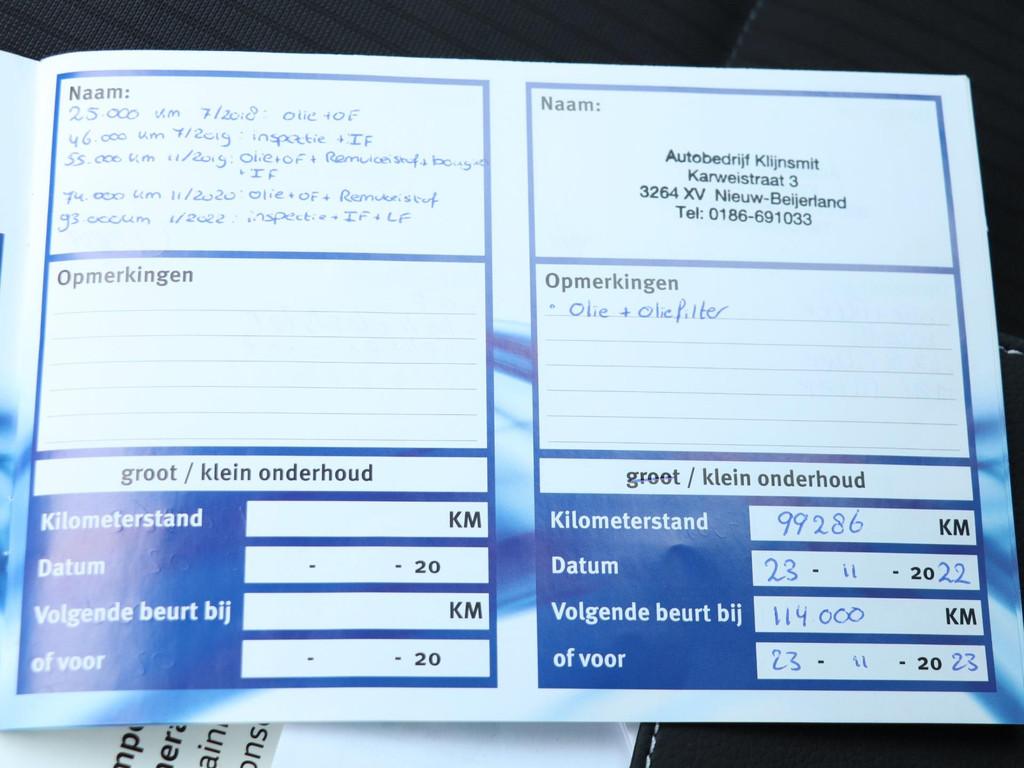 Naam:
25.000 km 7/2018: olie+OF
46.000 km 7/2019: inspectie + IF
55.000 km 11/2019: Olie+OF + Remvloeistof + bougie
+ IF
74.000 km 11/2020: Olie+OF + Remvloeistof
93.000km 1/2022: inspectie + IF + LF
Opmerkingen
groot / klein onderhoud
Kilometerstand KM
Datum - - 20
Volgende beurt bij KM
of voor - - 20
Naam:
Autobedrijf Klijnsmit
Karweistraat 3
3264 XV Nieuw-Beijerland
Tel: 0186-691033
Opmerkingen
• Olie + Oliefilter
groot / klein onderhoud
Kilometerstand 99286 KM
Datum 23 - 11 - 2022
Volgende beurt bij 114 000 KM
of voor 23 - 11 - 20 23